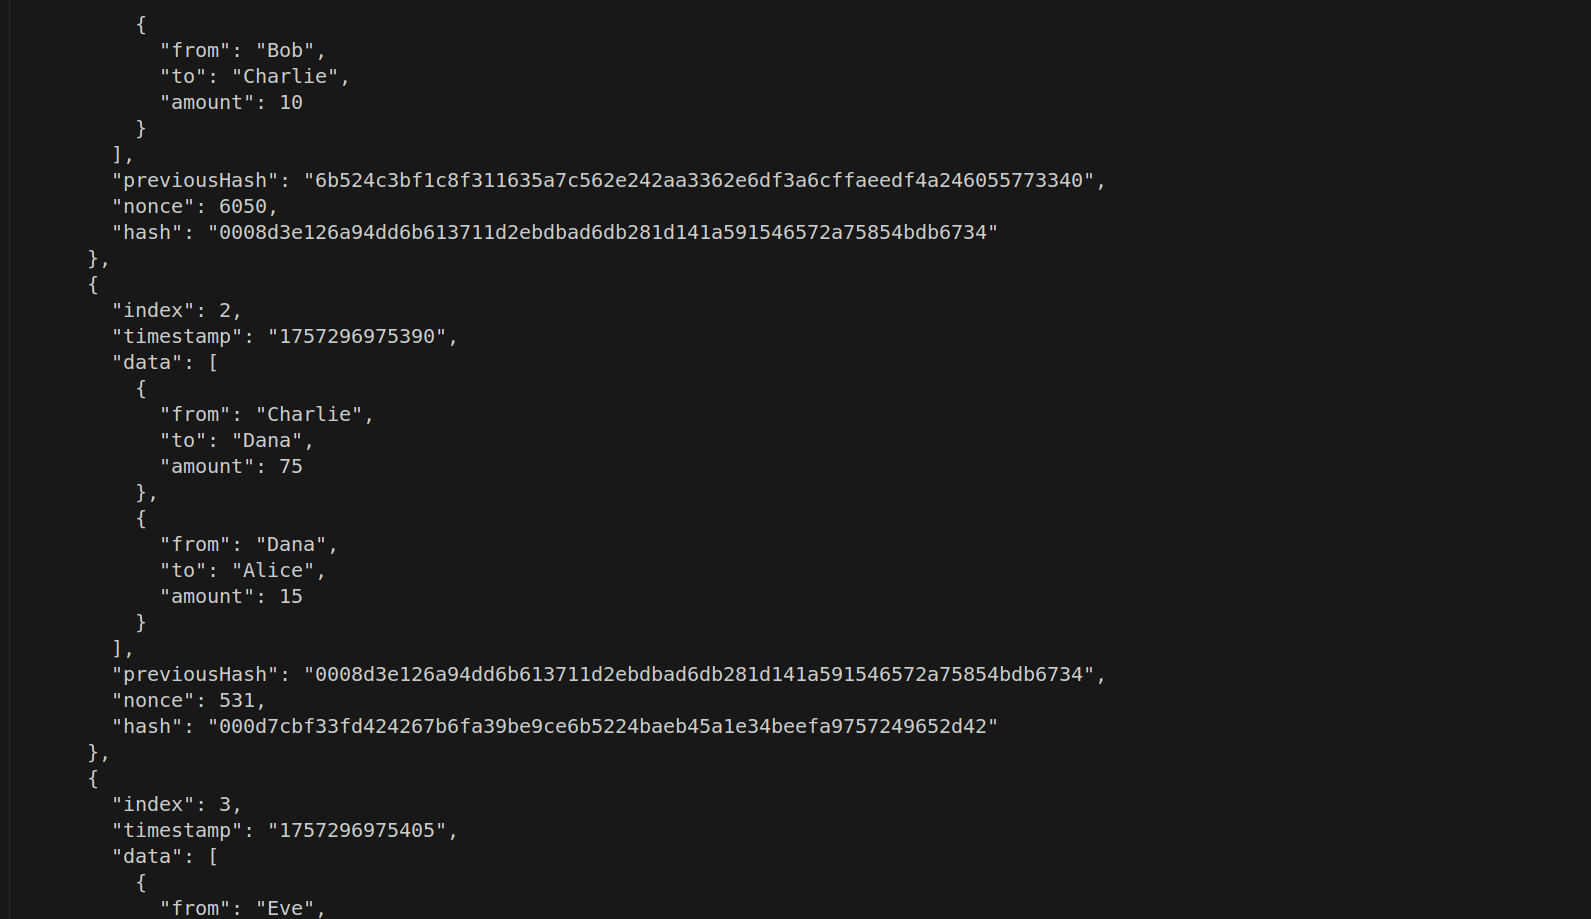 {
"from": "Bob",
"to": "Charlie",
"amount": 10
}
],
"previousHash": "6b524c3bf1c8f311635a7c562e242aa3362e6df3a6cffaeedf4a246055773340",
"nonce": 6050,
"hash": "0008d3e126a94dd6b613711d2ebdbad6db281d141a591546572a75854bdb6734"
},
{
"index": 2,
"timestamp": "1757296975390",
"data": [
{
"from": "Charlie",
"to": "Dana",
"amount": 75
},
{
"from": "Dana",
"to": "Alice",
"amount": 15
}
],
"previousHash": "0008d3e126a94dd6b613711d2ebdbad6db281d141a591546572a75854bdb6734",
"nonce": 531,
"hash": "000d7cbf33fd424267b6fa39be9ce6b5224baeb45a1e34beefa9757249652d42"
},
{
"index": 3,
"timestamp": "1757296975405",
"data": [
{
"from": "Eve",